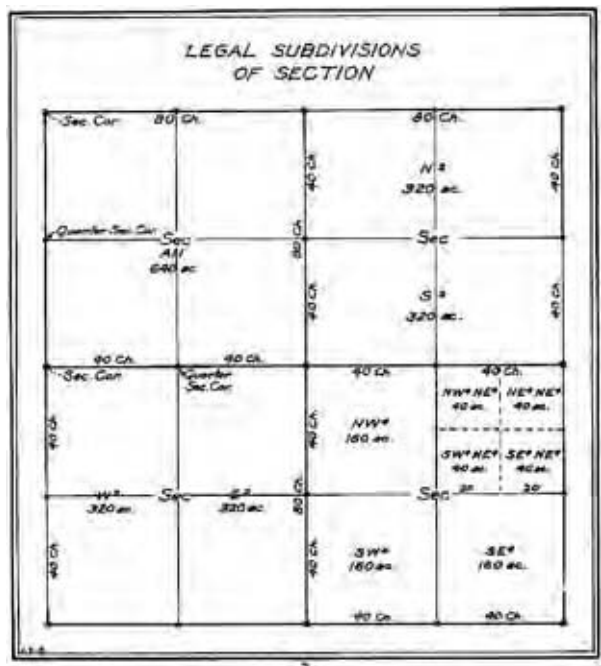 LEGAL SUBDIVISIONS
OF SECTION
Sec. Cor.
80 Ch.
80 Ch.
40 Ch.
N½
320 ac.
40 Ch.
Quarter Sec. Cor.
Sec
All
640 ac.
80 Ch.
Sec
40 Ch.
S½
320 ac.
40 Ch.
40 Ch.
40 Ch.
40 Ch.
40 Ch.
Sec. Cor.
Quarter
Sec. Cor.
NW¼NE¼
40 ac.
NE¼NE¼
40 ac.
40 Ch.
40 Ch.
NW¼
160 ac.
SW¼NE¼
40 ac.
SE¼NE¼
40 ac.
20
20
W½
320 ac.
Sec
E½
320 ac.
80 Ch.
Sec
40 Ch.
40 Ch.
SW¼
160 ac.
SE¼
160 ac.
40 Ch.
40 Ch.